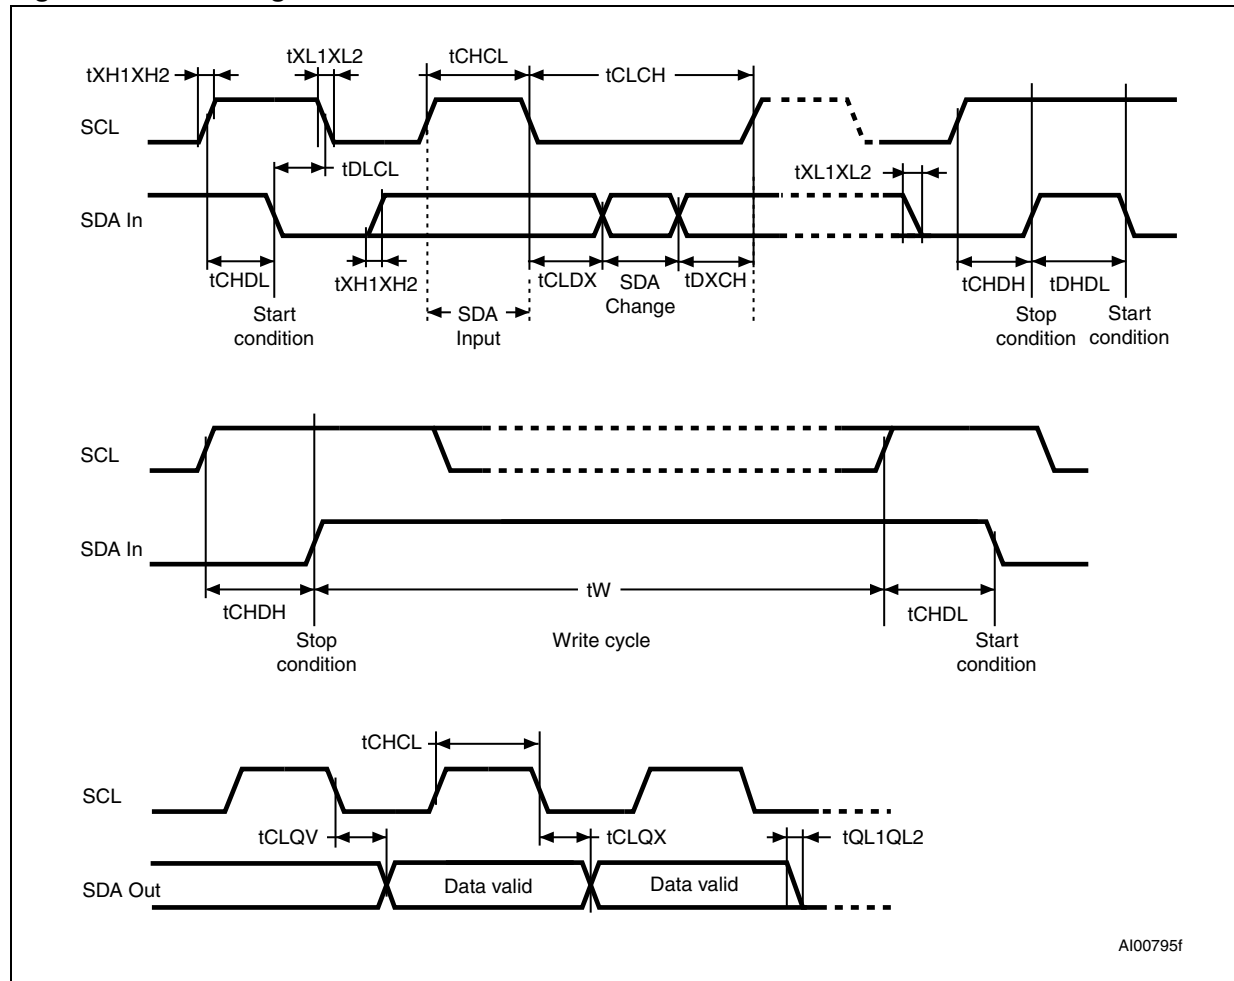 tXH1XH2
tXL1XL2
tCHCL
tCLCH
SCL
tDLCL
tXL1XL2
SDA In
tCHDL
tXH1XH2
tCLDX
SDA
Change
tDXCH
tCHDH
tDHDL
Start
condition
SDA
Input
Stop
condition
Start
condition
SCL
SDA In
tCHDH
tW
tCHDL
Stop
condition
Write cycle
Start
condition
tCHCL
SCL
tCLQV
tCLQX
tQL1QL2
SDA Out
Data valid
Data valid
AI00795f